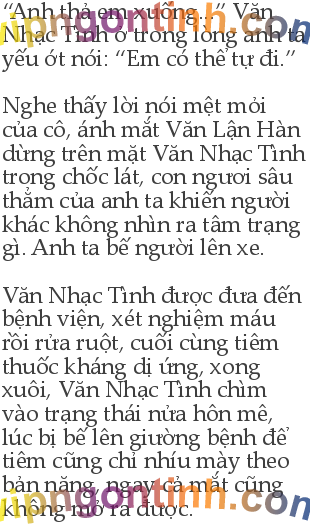 “Anh thả em xuống...” Văn
Nhạc Tình ở trong lòng anh ta
yếu ớt nói: “Em có thể tự đi.”
Nghe thấy lời nói mệt mỏi
của cô, ánh mắt Văn Lận Hàn
dừng trên mặt Văn Nhạc Tình
trong chốc lát, con ngươi sâu
thẳm của anh ta khiến người
khác không nhìn ra tâm trạng
gì. Anh ta bế người lên xe.
Văn Nhạc Tình được đưa đến
bệnh viện, xét nghiệm máu
rồi rửa ruột, cuối cùng tiêm
thuốc kháng dị ứng, xong
xuôi, Văn Nhạc Tình chìm
vào trạng thái nửa hôn mê,
lúc bị bế lên giường bệnh để
tiêm cũng chỉ nhíu mày theo
bản năng, ngay cả mắt cũng
không mở ra được.
vipngontinh.com
vipngontinh.com